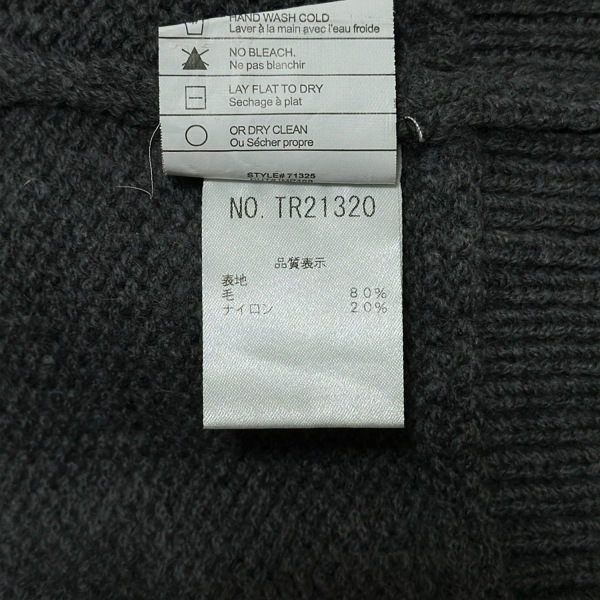 HAND WASH COLD
Laver à la main avec l'eau froide
NO BLEACH.
Ne pas blanchir
LAY FLAT TO DRY
Sechage à plat
OR DRY CLEAN
Ou Sécher propre
STYLE# 71325
NO. TR21320
品質表示
表地
毛 80%
ナイロン 20%